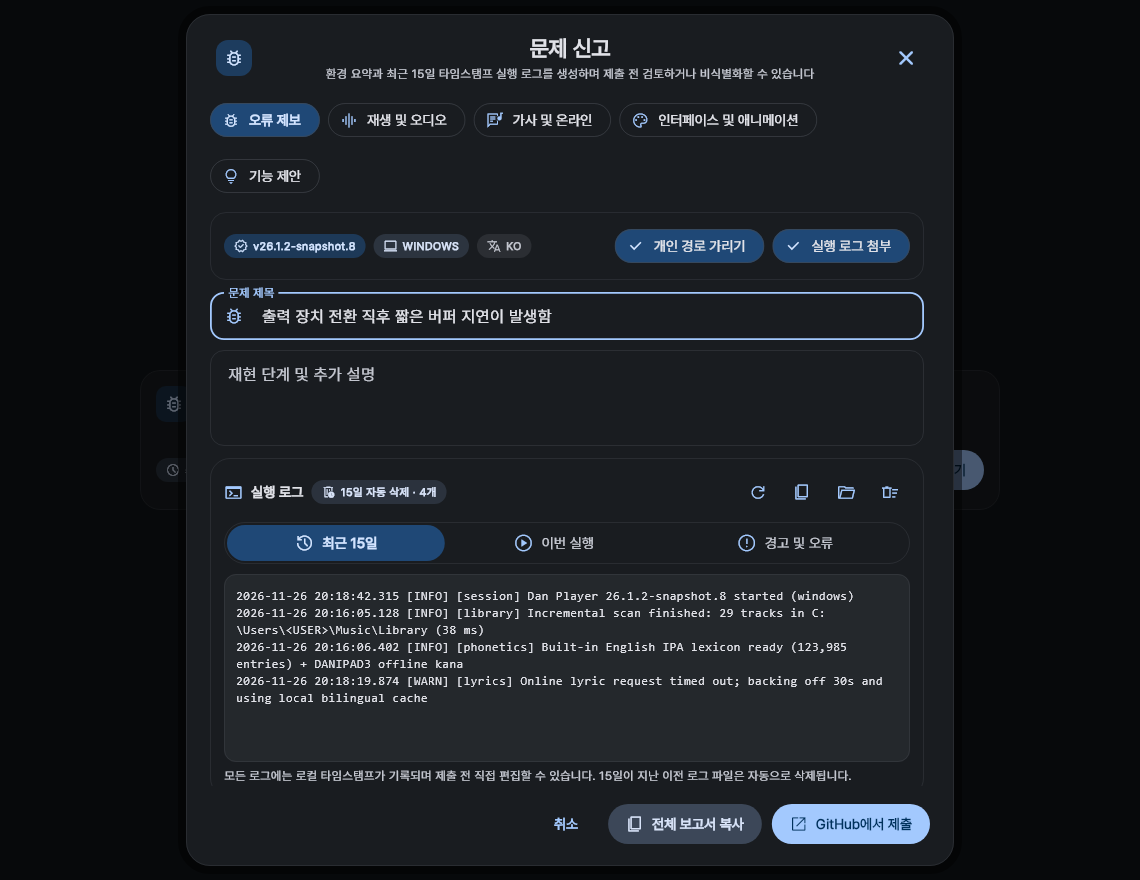 문제 신고
환경 요약과 최근 15일 타임스탬프 실행 로그를 생성하며 제출 전 검토하거나 비식별화할 수 있습니다
오류 제보
재생 및 오디오
가사 및 온라인
인터페이스 및 애니메이션
기능 제안
v26.1.2-snapshot.8
WINDOWS
KO
개인 경로 가리기
실행 로그 첨부
문제 제목
출력 장치 전환 직후 짧은 버퍼 지연이 발생함
재현 단계 및 추가 설명
실행 로그
15일 자동 삭제 · 4개
최근 15일
이번 실행
경고 및 오류
2026-11-26 20:18:42.315 [INFO] [session] Dan Player 26.1.2-snapshot.8 started (windows)
2026-11-26 20:16:05.128 [INFO] [library] Incremental scan finished: 29 tracks in C:
\Users\<USER>\Music\Library (38 ms)
2026-11-26 20:16:06.402 [INFO] [phonetics] Built-in English IPA lexicon ready (123,985
entries) + DANIPAD3 offline kana
2026-11-26 20:18:19.874 [WARN] [lyrics] Online lyric request timed out; backing off 30s and
using local bilingual cache
모든 로그에는 로컬 타임스탬프가 기록되며 제출 전 직접 편집할 수 있습니다. 15일이 지난 이전 로그 파일은 자동으로 삭제됩니다.
취소
전체 보고서 복사
GitHub에서 제출
기